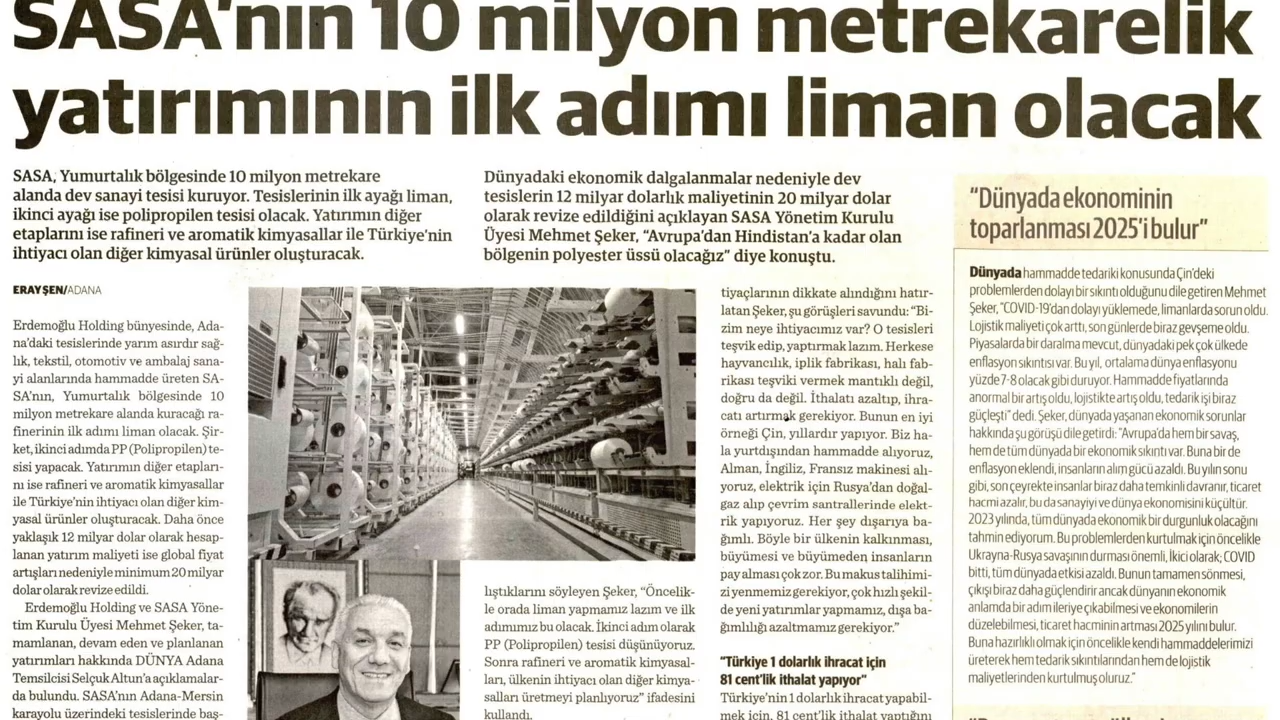 SASA'nın 10 milyon metrekarelik
yatırımının ilk adımı liman olacak
SASA, Yumurtalık bölgesinde 10 milyon metrekare
alanda dev sanayi tesisi kuruyor. Tesislerinin ilk ayağı liman,
ikinci ayağı ise polipropilen tesisi olacak. Yatırımın diğer
etaplarını ise rafineri ve aromatik kimyasallar ile Türkiye'nin
ihtiyacı olan diğer kimyasal ürünler oluşturacak.
Dünyadaki ekonomik dalgalanmalar nedeniyle dev
tesislerin 12 milyar dolarlık maliyetinin 20 milyar dolar
olarak revize edildiğini açıklayan SASA Yönetim Kurulu
Üyesi Mehmet Şeker, “Avrupa'dan Hindistan'a kadar olan
bölgenin polyester üssü olacağız” diye konuştu.
ERAY ŞEN/ADANA
Erdemoğlu Holding bünyesinde, Ada-
na'daki tesislerinde yarım asırdır sağ-
lık, tekstil, otomotiv ve ambalaj sana-
yi alanlarında hammadde üreten SA-
SA'nın, Yumurtalık bölgesinde 10
milyon metrekare alanda kuracağı ra-
finerinin ilk adımı liman olacak. Şir-
ket, ikinci adımda PP (Polipropilen) te-
sisi yapacak. Yatırımın diğer etapları-
nı ise rafineri ve aromatik kimyasallar
ile Türkiye'nin ihtiyacı olan diğer kim-
yasal ürünler oluşturacak. Daha önce
yaklaşık 12 milyar dolar olarak hesap-
lanan yatırım maliyeti ise global fiyat
artışları nedeniyle minimum 20 milyar
dolar olarak revize edildi.
Erdemoğlu Holding ve SASA Yöne-
tim Kurulu Üyesi Mehmet Şeker, ta-
mamlanan, devam eden ve planlanan
yatırımları hakkında DÜNYA Adana
Temsilcisi Selçuk Altun'a açıklamalar-
da bulundu. SASA'nın Adana-Mersin
karayolu üzerindeki tesislerinde baş-
lıştıklarını söyleyen Şeker, “Öncelik-
le orada liman yapmamız lazım ve ilk
adımımız bu olacak. İkinci adım olarak
PP (Polipropilen) tesisi düşünüyoruz.
Sonra rafineri ve aromatik kimyasal-
ları, ülkenin ihtiyacı olan diğer kimya-
salları üretmeyi planlıyoruz” ifadesini
kullandı.
tiyaçlarının dikkate alındığını hatır-
latan Şeker, şu görüşleri savundu: “Bi-
zim neye ihtiyacımız var? O tesisleri
teşvik edip, yaptırmak lazım. Herkese
hayvancılık, iplik fabrikası, halı fab-
rikası teşviki vermek mantıklı değil,
doğru da değil. İthalatı azaltıp, ihra-
catı artırmak gerekiyor. Bunun en iyi
örneği Çin, yıllardır yapıyor. Biz ha-
la yurtdışından hammadde alıyoruz,
Alman, İngiliz, Fransız makinesi alı-
yoruz, elektrik için Rusya'dan doğal-
gaz alıp çevrim santrallerinde elekt-
rik yapıyoruz. Her şey dışarıya ba-
ğımlı. Böyle bir ülkenin kalkınması,
büyümesi ve büyümeden insanların
pay alması çok zor. Bu makus talihimi-
zi yenmemiz gerekiyor, çok hızlı şekil-
de yeni yatırımlar yapmamız, dışa ba-
ğımlılığı azaltmamız gerekiyor.”
“Türkiye 1 dolarlık ihracat için
81 cent'lik ithalat yapıyor”
Türkiye'nin 1 dolarlık ihracat yapabil-
mek için, 81 cent'lik ithalat yaptığını
“Dünyada ekonominin
toparlanması 2025'i bulur”
Dünyada hammadde tedariki konusunda Çin'deki
problemlerden dolayı bir sıkıntı olduğunu dile getiren Mehmet
Şeker, “COVID-19'dan dolayı yüklemede, limanlarda sorun oldu.
Lojistik maliyeti çok arttı, son günlerde biraz gevşeme oldu.
Piyasalarda bir daralma mevcut, dünyadaki pek çok ülkede
enflasyon sıkıntısı var. Bu yıl, ortalama dünya enflasyonu
yüzde 7-8 olacak gibi duruyor. Hammadde fiyatlarında
anormal bir artış oldu, lojistikte artış oldu, tedarik işi biraz
güçleşti” dedi. Şeker, dünyada yaşanan ekonomik sorunlar
hakkında şu görüşü dile getirdi: “Avrupa'da hem bir savaş,
hem de tüm dünyada bir ekonomik sıkıntı var. Buna bir de
enflasyon eklendi, insanların alım gücü azaldı. Bu yılın sonu
gibi, son çeyrekte insanlar biraz daha temkinli davranır, ticaret
hacmi azalır, bu da sanayiyi ve dünya ekonomisini küçültür.
2023 yılında, tüm dünyada ekonomik bir durgunluk olacağını
tahmin ediyorum. Bu problemlerden kurtulmak için öncelikle
Ukrayna-Rusya savaşının durması önemli, İkici olarak; COVID
bitti, tüm dünyada etkisi azaldı. Bunun tamamen sönmesi,
çıkışı biraz daha güçlendirir ancak dünyanın ekonomik
anlamda bir adım ileriye çıkabilmesi ve ekonomilerin
düzelebilmesi, ticaret hacminin artması 2025 yılını bulur.
Buna hazırlıklı olmak için öncelikle kendi hammaddelerimizi
üreterek hem tedarik sıkıntılarından hem de lojistik
maliyetlerinden kurtulmuş oluruz.”